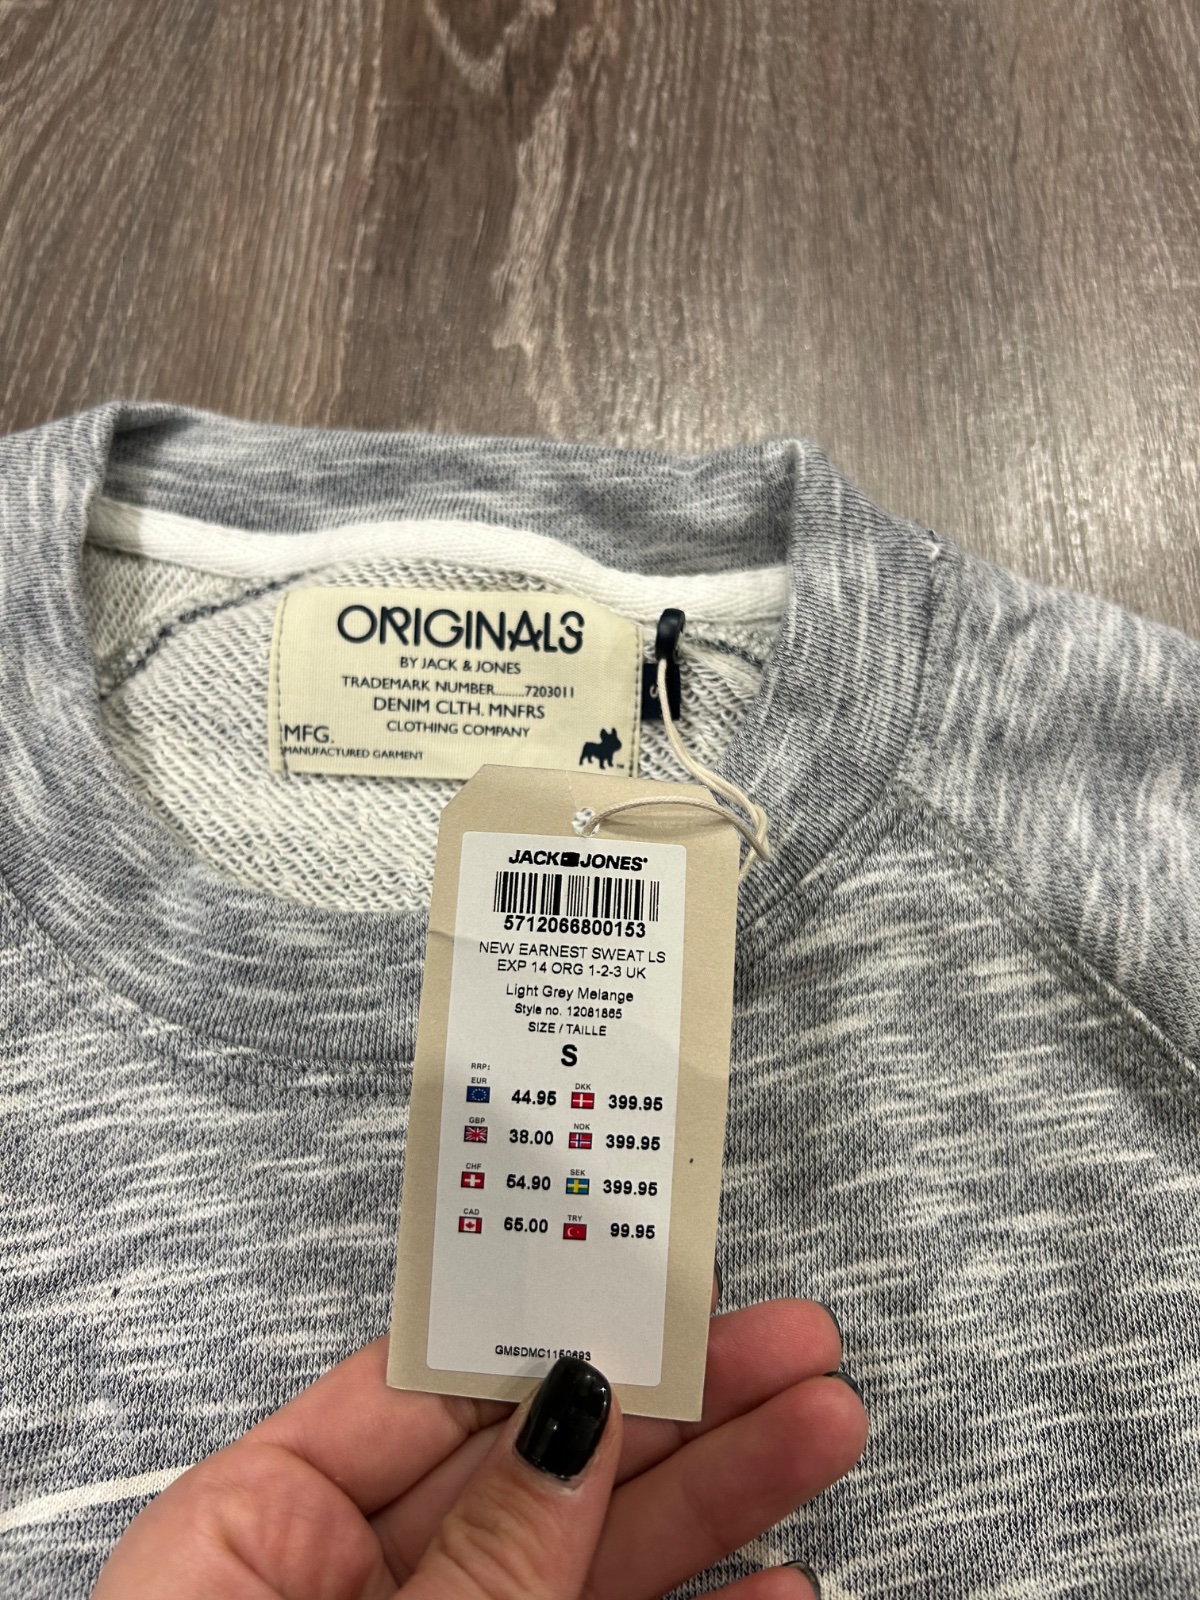 ORIGINALS
BY JACK & JONES
TRADEMARK NUMBER........7203011
DENIM CLTH. MNFRS
CLOTHING COMPANY
MFG.
MANUFACTURED GARMENT
S
JACK JONES
5712066800153
NEW EARNEST SWEAT LS
EXP 14 ORG 1-2-3 UK
Light Grey Melange
Style no. 12081865
SIZE / TAILLE
S
RRP:
EUR 44.95 DKK 399.95
GBP 38.00 NOK 399.95
CHF 54.90 SEK 399.95
CAD 65.00 TRY 99.95
GMSDMC1150693